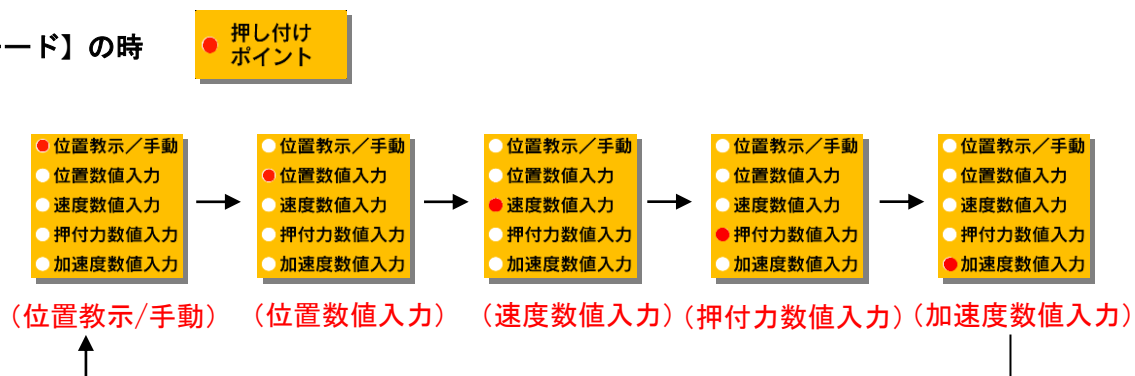 ード】の時
押し付け
ポイント
位置教示／手動
位置数値入力
速度数値入力
押付力数値入力
加速度数値入力
位置教示／手動
位置数値入力
速度数値入力
押付力数値入力
加速度数値入力
位置教示／手動
位置数値入力
速度数値入力
押付力数値入力
加速度数値入力
位置教示／手動
位置数値入力
速度数値入力
押付力数値入力
加速度数値入力
位置教示／手動
位置数値入力
速度数値入力
押付力数値入力
加速度数値入力
（位置教示/手動）
（位置数値入力）
（速度数値入力）
（押付力数値入力）
（加速度数値入力）